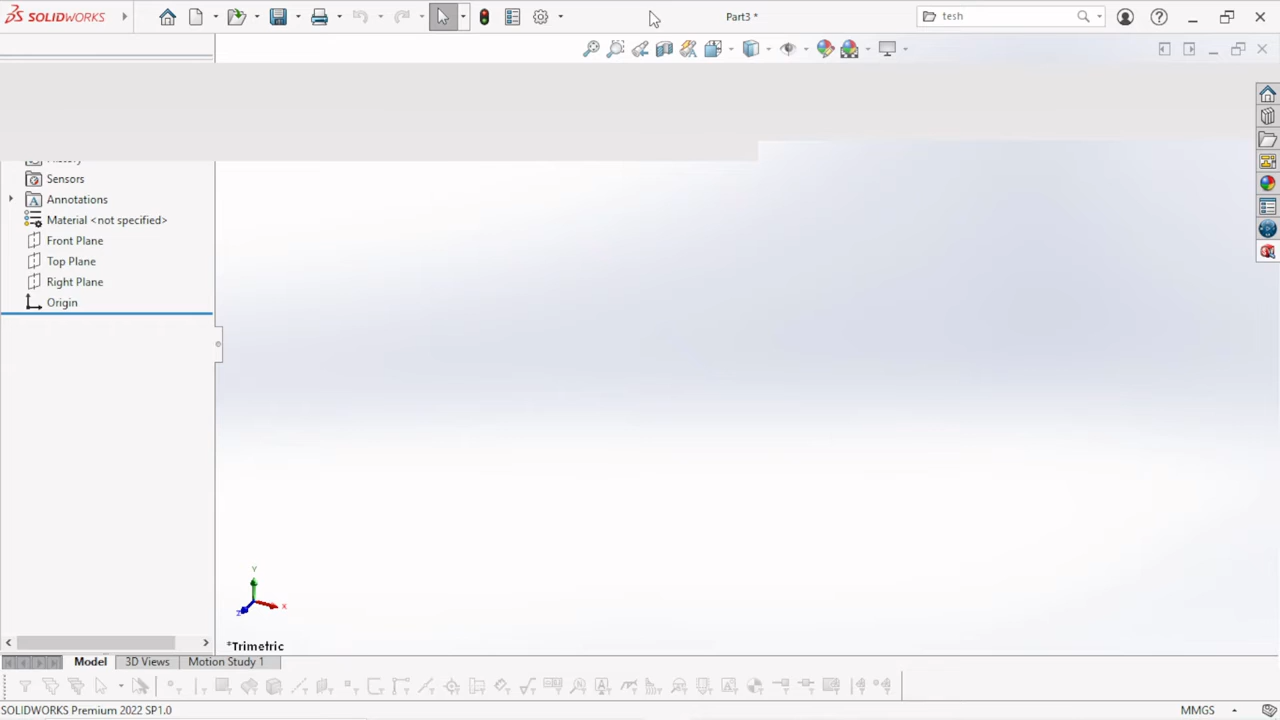 SOLIDWORKS
Part3 *
tesh
Sensors
Annotations
Material <not specified>
Front Plane
Top Plane
Right Plane
Origin
Y
X
Z
*Trimetric
Model
3D Views
Motion Study 1
SOLIDWORKS Premium 2022 SP1.0
MMGS